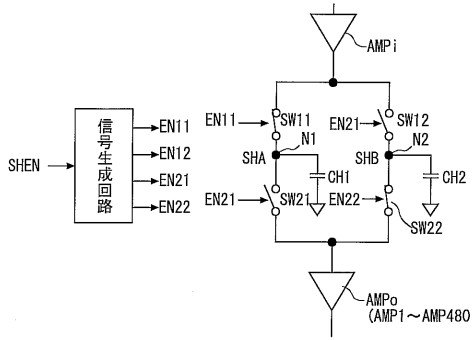 AMPi
信号生成回路
SHEN
EN11
EN12
EN21
EN22
EN11
SW11
N1
SHA
CH1
EN21
SW21
EN21
SW12
N2
SHB
CH2
EN22
SW22
AMPo
(AMP1～AMP480